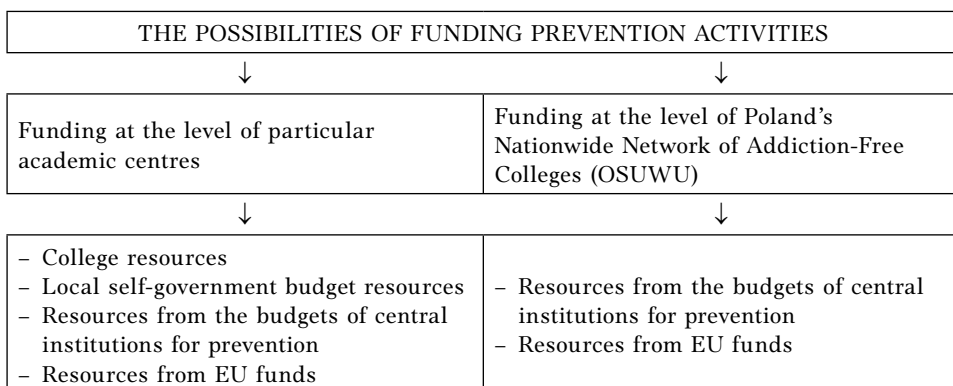 THE POSSIBILITIES OF FUNDING PREVENTION ACTIVITIES
↓ ↓
Funding at the level of particular
academic centres
Funding at the level of Poland's
Nationwide Network of Addiction-Free
Colleges (OSUWU)
↓ ↓
– College resources
– Local self-government budget resources
– Resources from the budgets of central
institutions for prevention
– Resources from EU funds
– Resources from the budgets of central
institutions for prevention
– Resources from EU funds